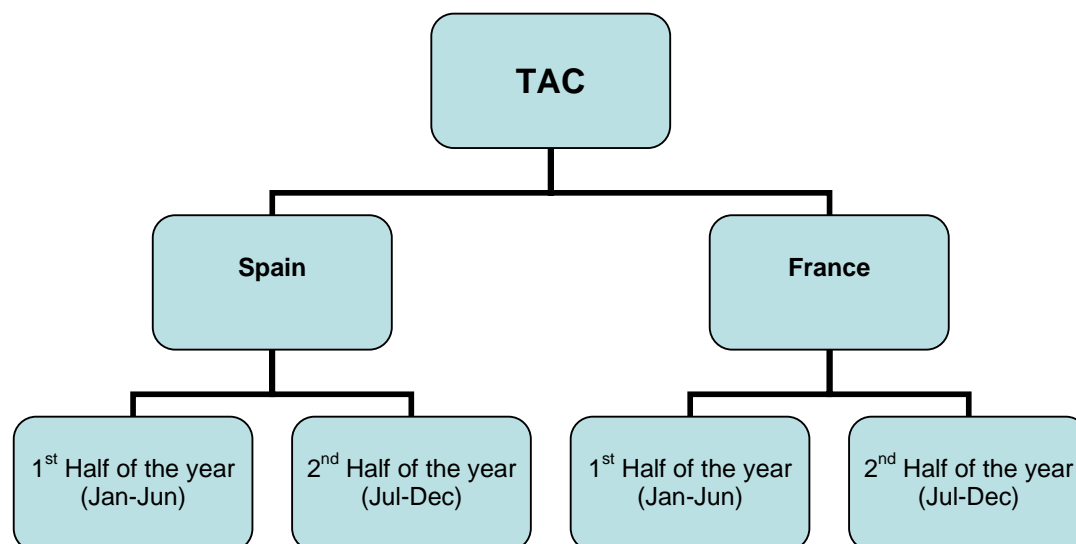 TAC
Spain
France
1st Half of the year
(Jan-Jun)
2nd Half of the year
(Jul-Dec)
1st Half of the year
(Jan-Jun)
2nd Half of the year
(Jul-Dec)